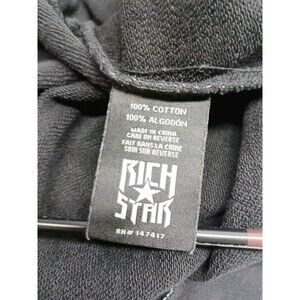 100% COTTON
100% ALGODÓN
MADE IN CHINA
CARE ON REVERSE
FAIT DANS LA CHINE
SOIN SUR REVERSE
RICH
STAR
RN# 147417